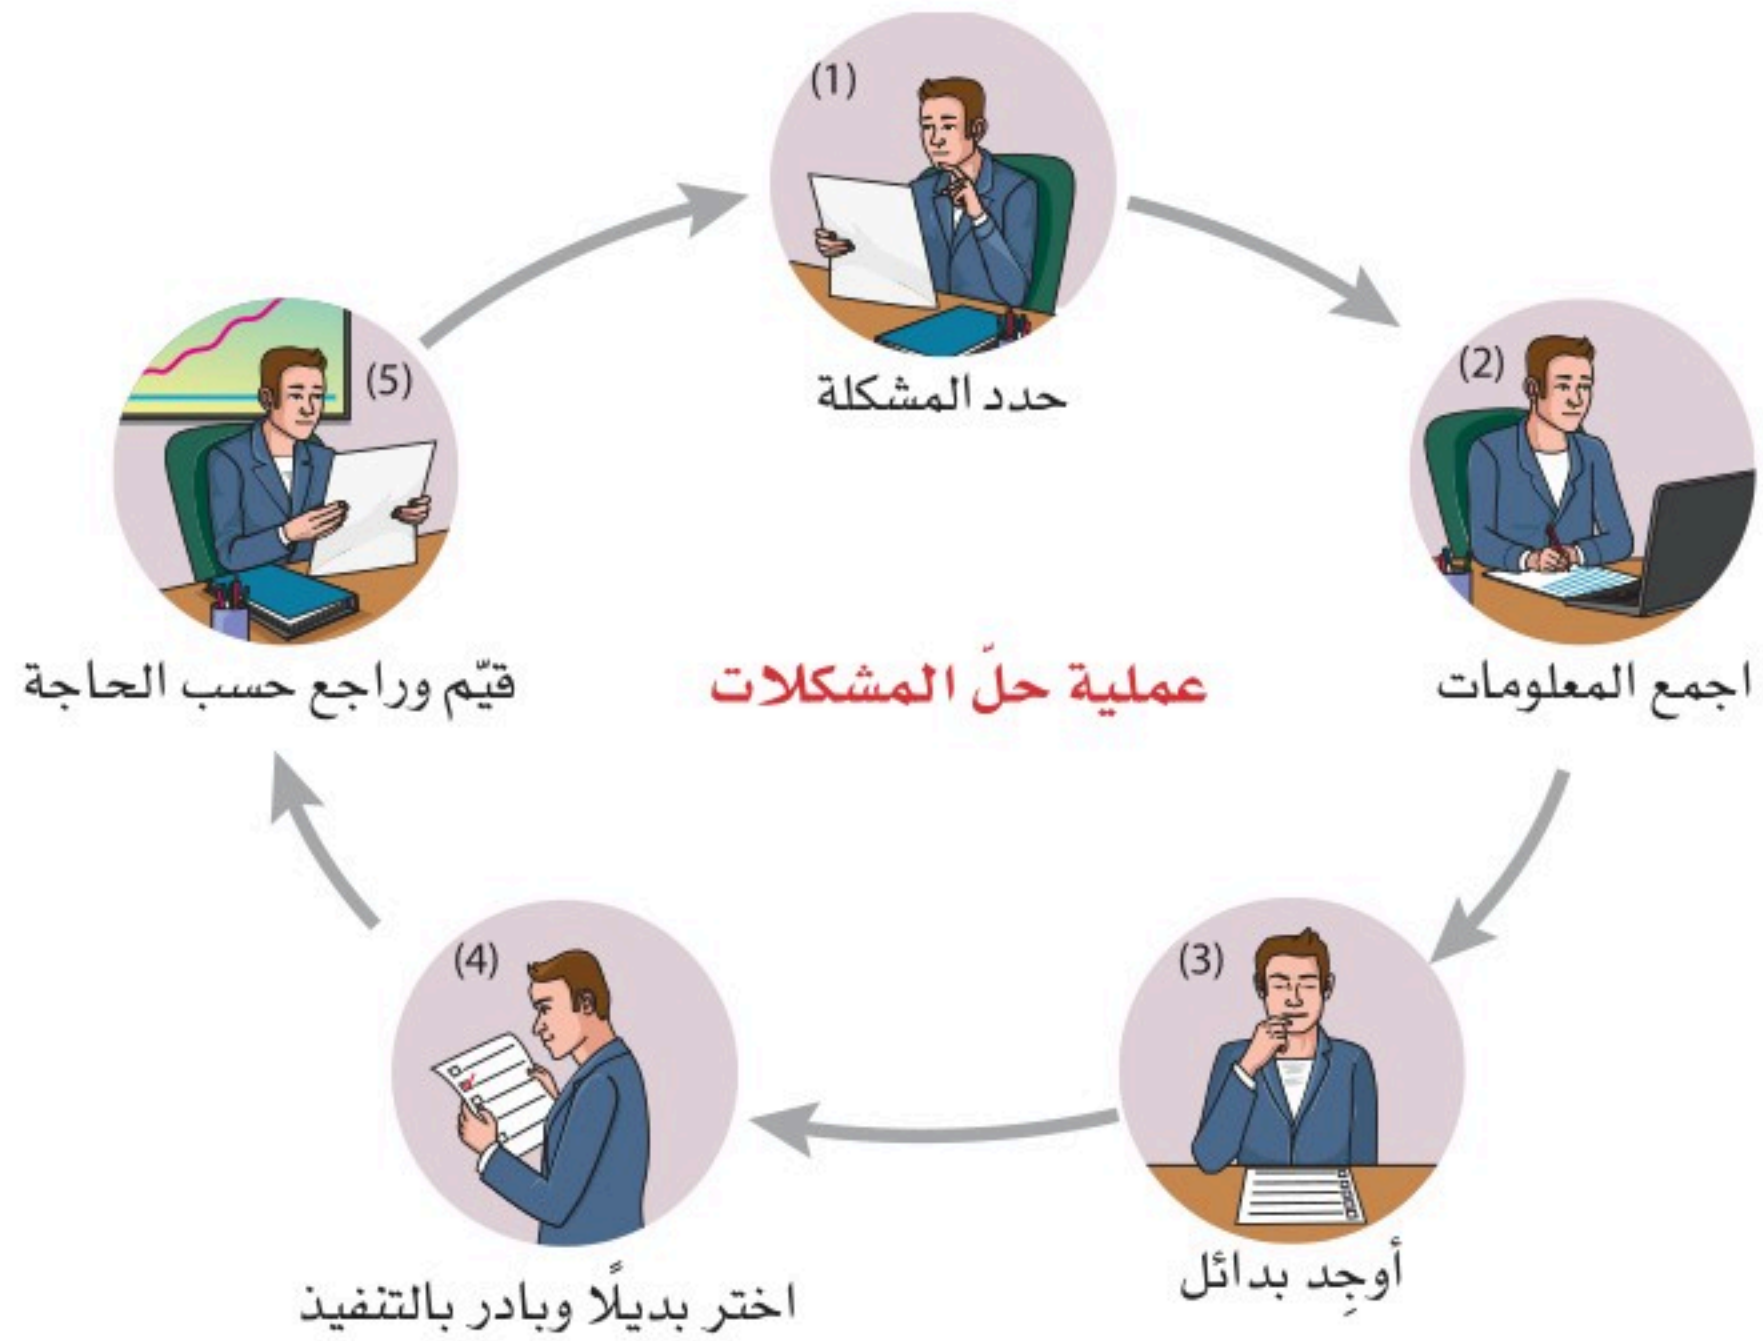 (1)
حدد المشكلة
(2)
اجمع المعلومات
(3)
أوجِد بدائل
(4)
اختر بديلًا وبادر بالتنفيذ
(5)
قيّم وراجع حسب الحاجة
عملية حلّ المشكلات